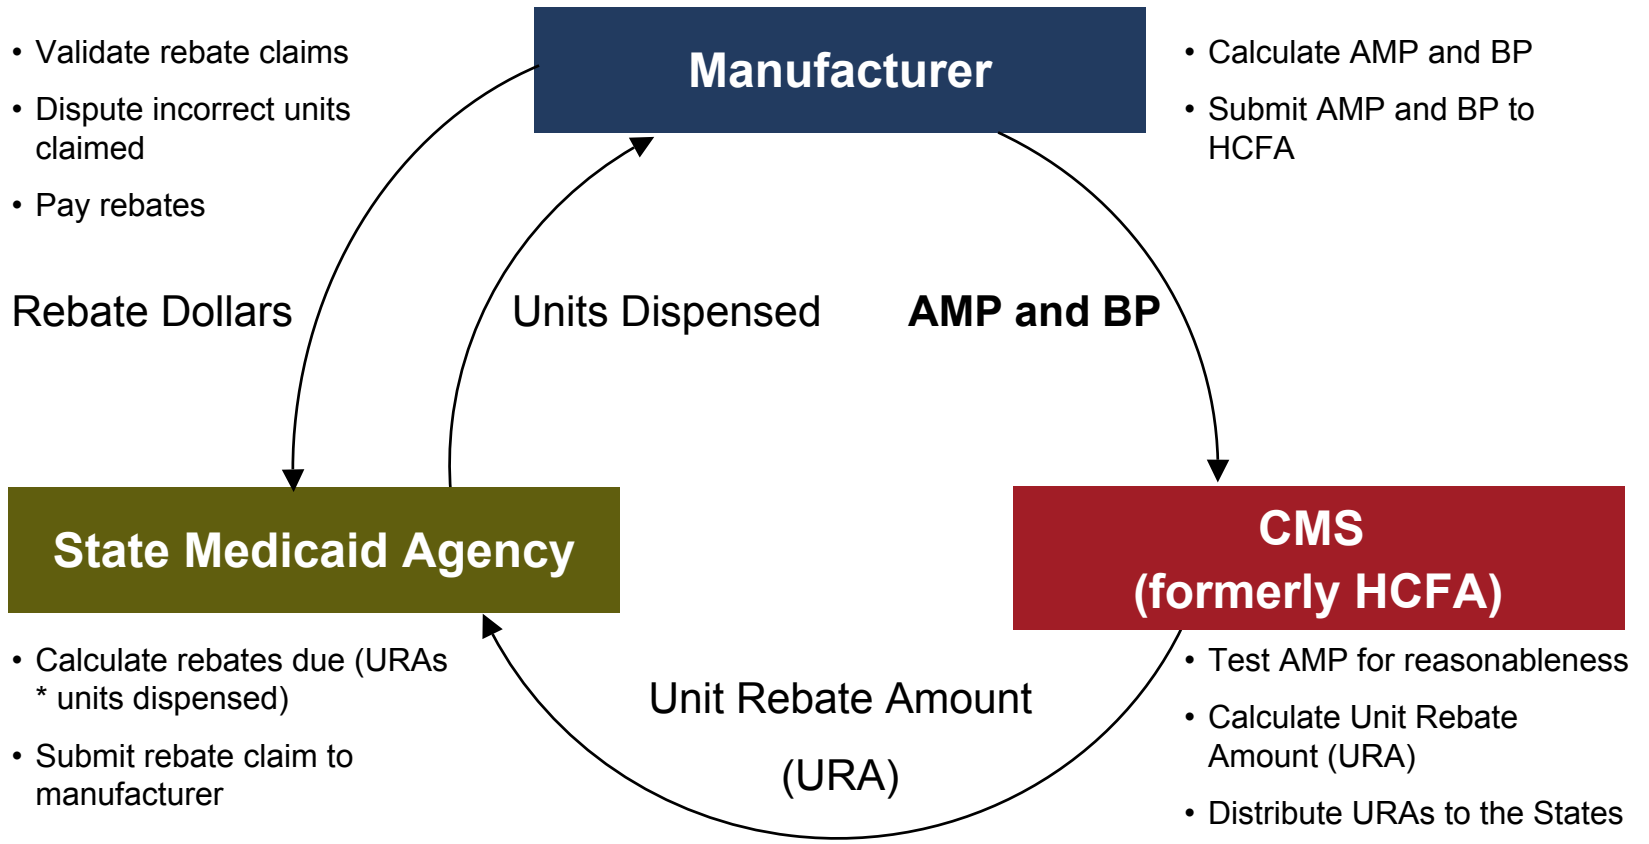 Manufacturer
• Validate rebate claims
• Dispute incorrect units
claimed
• Pay rebates
• Calculate AMP and BP
• Submit AMP and BP to
HCFA
Rebate Dollars
Units Dispensed
AMP and BP
State Medicaid Agency
CMS
(formerly HCFA)
• Calculate rebates due (URAs
* units dispensed)
• Submit rebate claim to
manufacturer
Unit Rebate Amount
(URA)
• Test AMP for reasonableness
• Calculate Unit Rebate
Amount (URA)
• Distribute URAs to the States